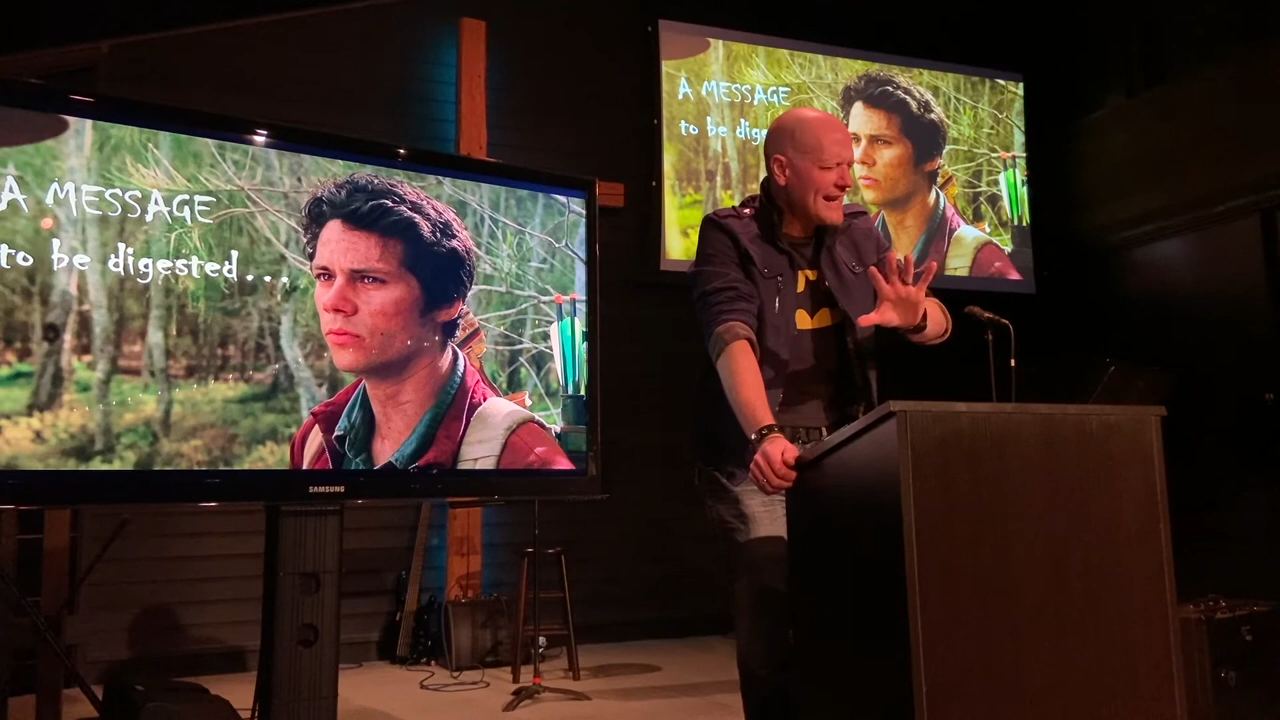 A MESSAGE
to be digested...
SAMSUNG
A MESSAGE
to be dige